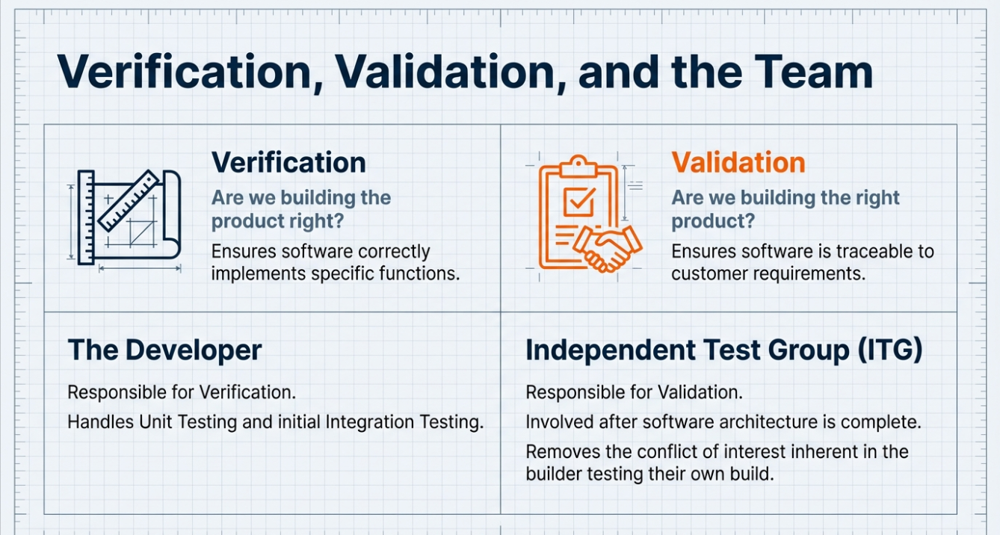 Verification, Validation, and the Team
Verification
Are we building the
product right?
Ensures software correctly
implements specific functions.
Validation
Are we building the right
product?
Ensures software is traceable to
customer requirements.
The Developer
Responsible for Verification.
Handles Unit Testing and initial Integration Testing.
Independent Test Group (ITG)
Responsible for Validation.
Involved after software architecture is complete.
Removes the conflict of interest inherent in the
builder testing their own build.